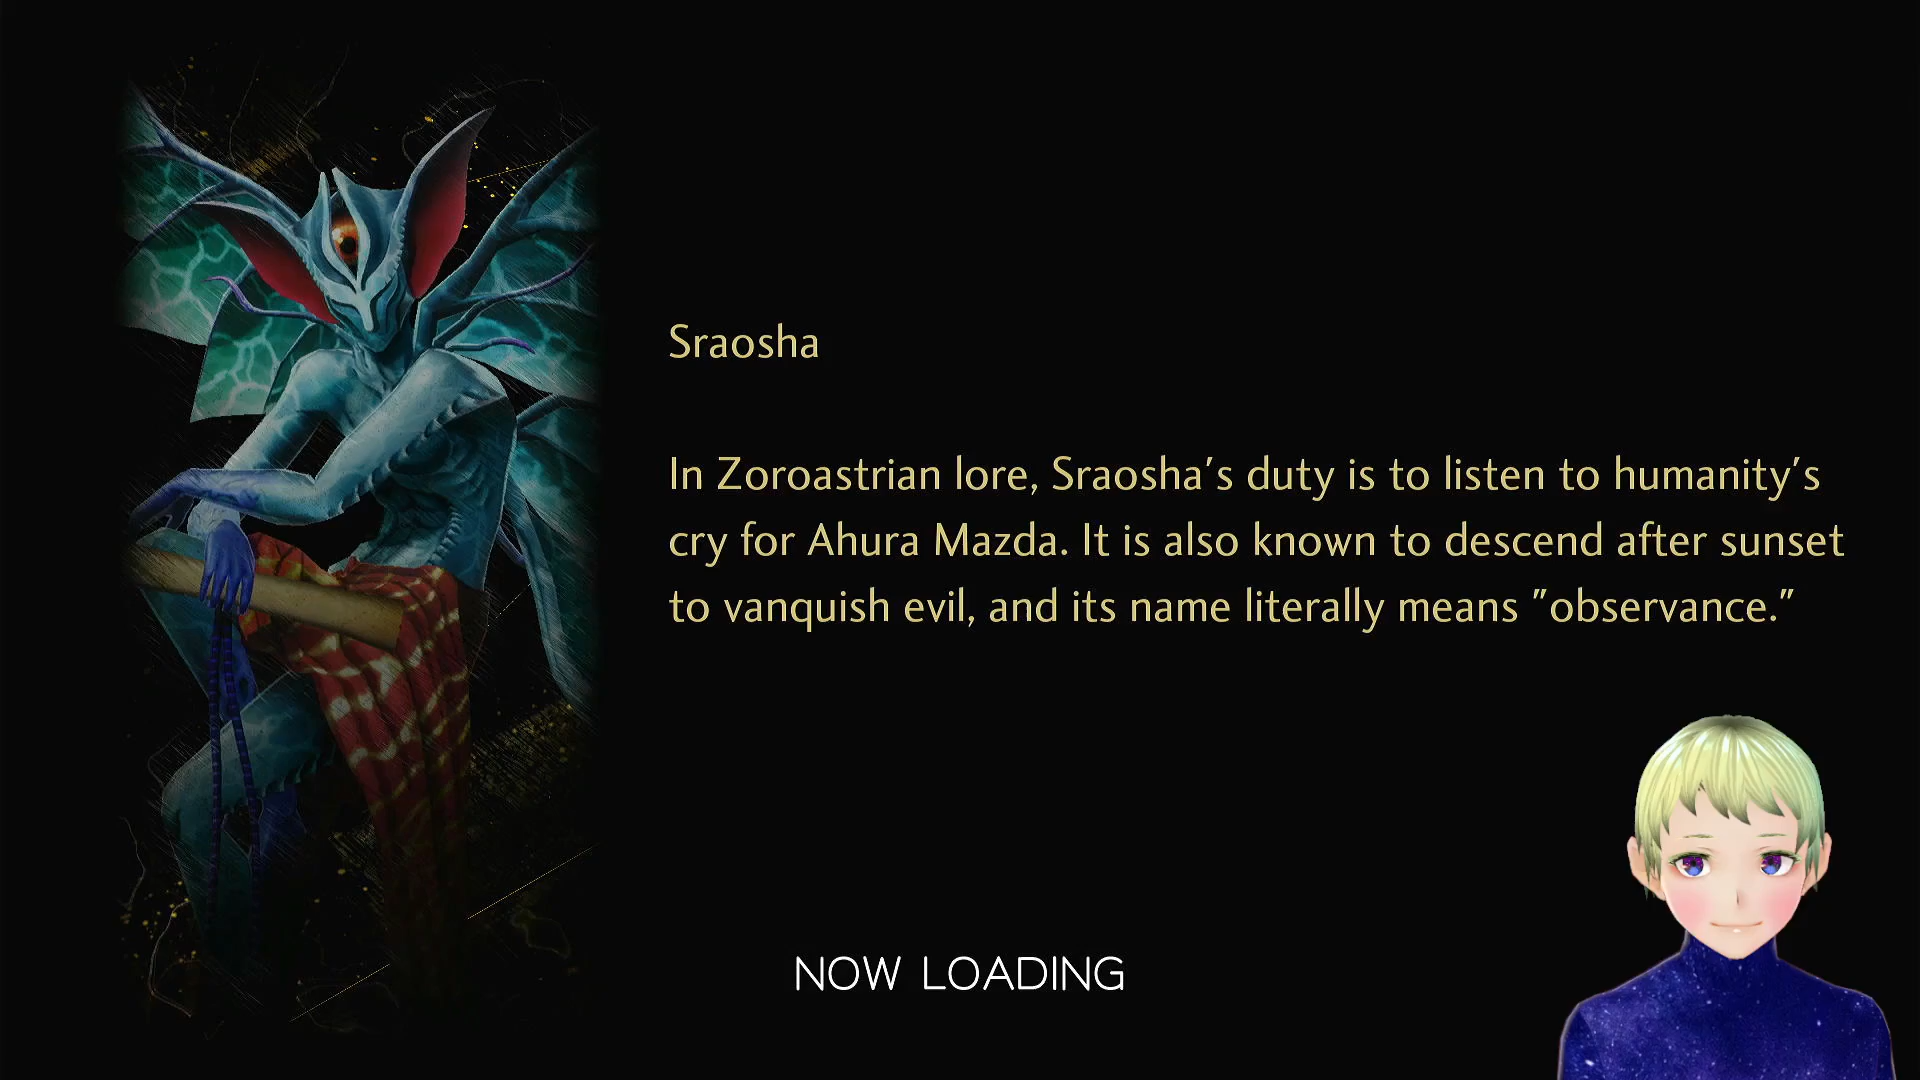 Sraosha
In Zoroastrian lore, Sraosha's duty is to listen to humanity's
cry for Ahura Mazda. It is also known to descend after sunset
to vanquish evil, and its name literally means "observance."
NOW LOADING